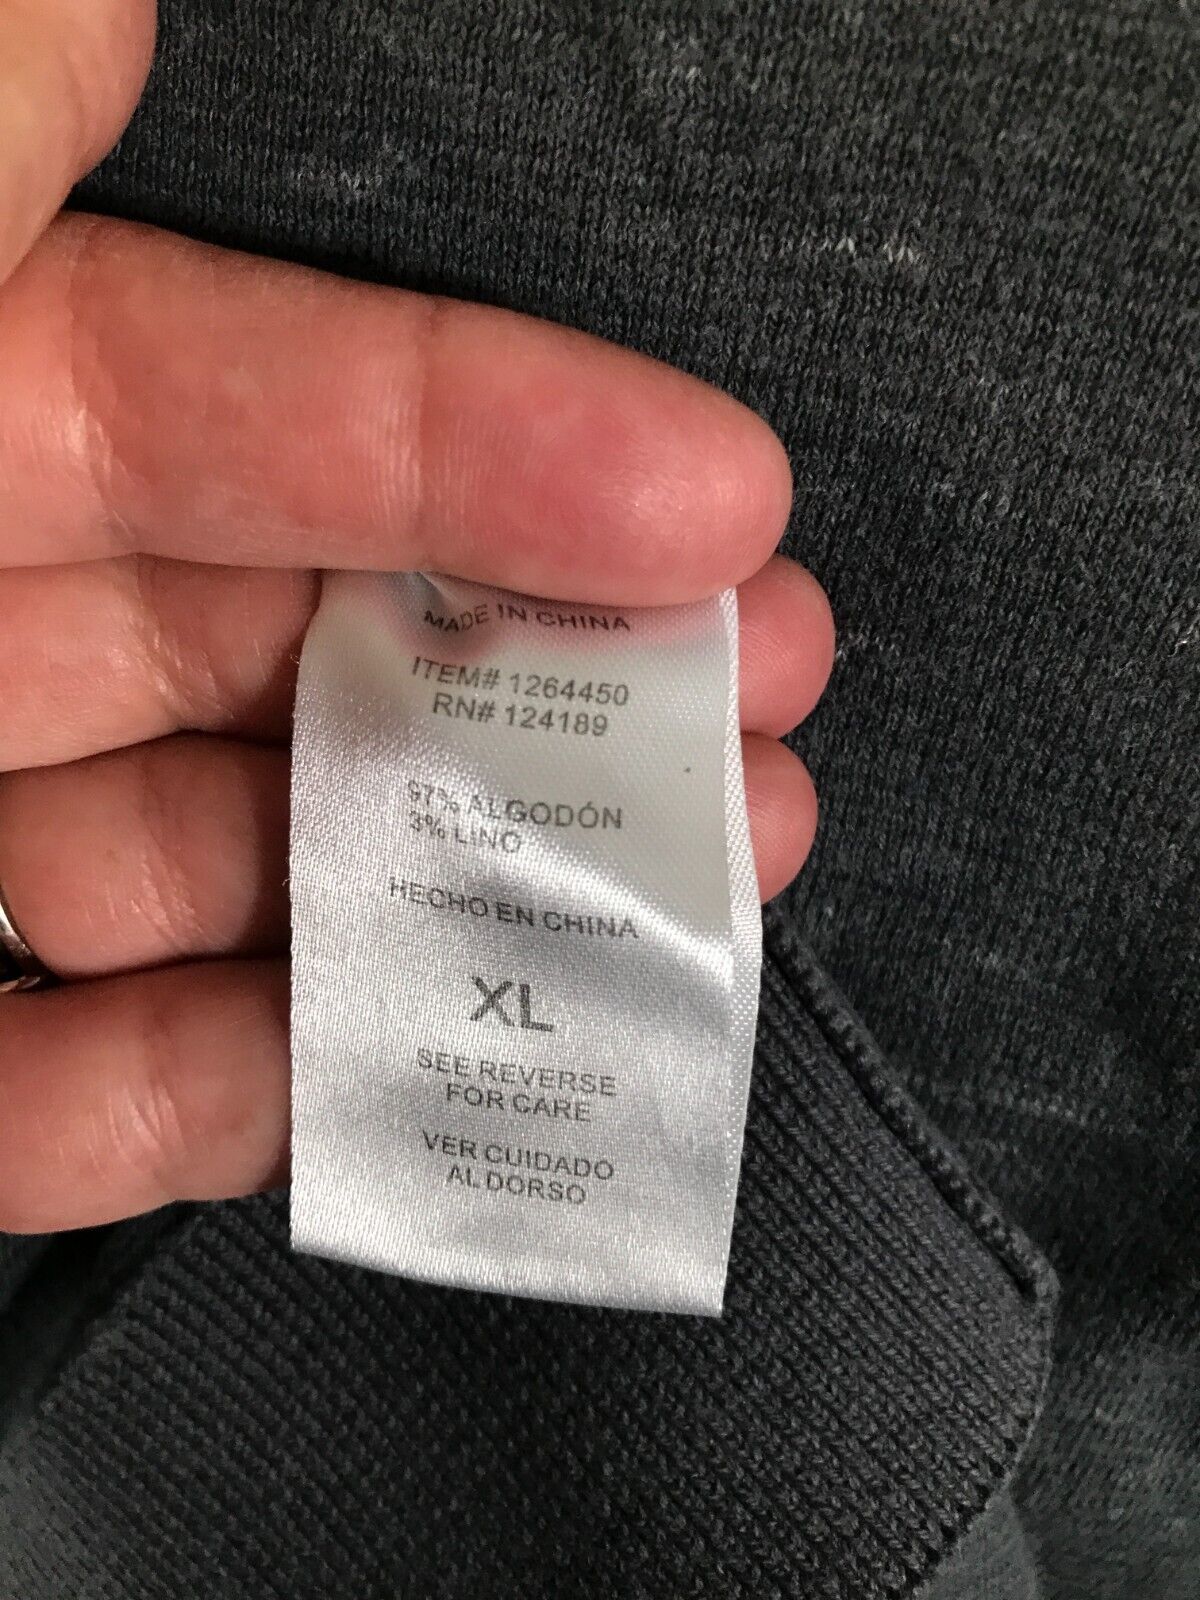 MADE IN CHINA
ITEM# 1264450
RN# 124189
97% ALGODÓN
3% LINO
HECHO EN CHINA
XL
SEE REVERSE
FOR CARE
VER CUIDADO
AL DORSO